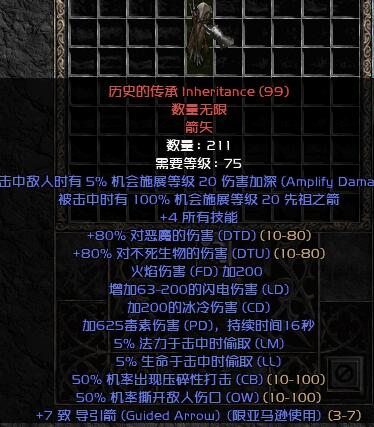 历史的传承 Inheritance (99)
数量无限
箭矢
数量: 211
需要等级: 75
击中敌人时有 5% 机会施展等级 20 伤害加深 (Amplify Dama
被击中时有 100% 机会施展等级 20 先祖之箭
+4 所有技能
+80% 对恶魔的伤害 (DTD) (10-80)
+80% 对不死生物的伤害 (DTU) (10-80)
火焰伤害 (FD) 加200
增加63-200的闪电伤害 (LD)
加200的冰冷伤害 (CD)
加625毒素伤害 (PD)，持续时间16秒
5% 法力于击中时偷取 (LM)
5% 生命于击中时偷取 (LL)
50% 机率出现压碎性打击 (CB) (10-100)
50% 机率撕开敌人伤口 (OW) (10-100)
+7 致 导引箭 (Guided Arrow) (限亚马逊使用) (3-7)